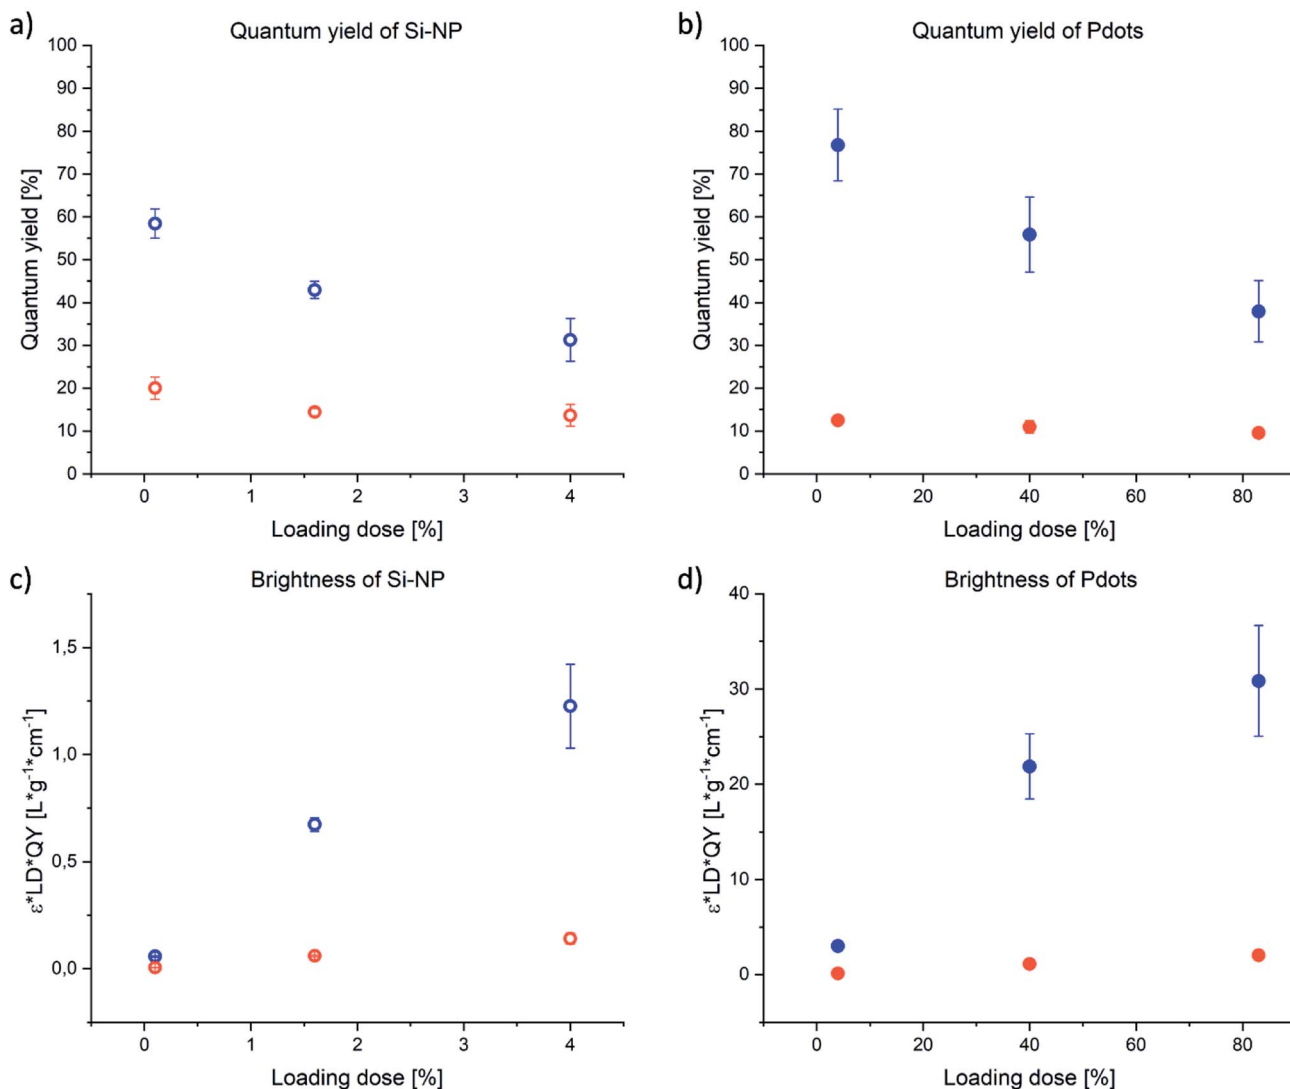 a)
Quantum yield of Si-NP
100
90
80
70
60
50
40
30
20
10
0
Quantum yield [%]
0 1 2 3 4
Loading dose [%]
b)
Quantum yield of Pdots
100
90
80
70
60
50
40
30
20
10
0
Quantum yield [%]
0 20 40 60 80
Loading dose [%]
c)
Brightness of Si-NP
1,5
1,0
0,5
0,0
ε*LD*QY [L*g⁻¹*cm⁻¹]
0 1 2 3 4
Loading dose [%]
d)
Brightness of Pdots
40
30
20
10
0
ε*LD*QY [L*g⁻¹*cm⁻¹]
0 20 40 60 80
Loading dose [%]